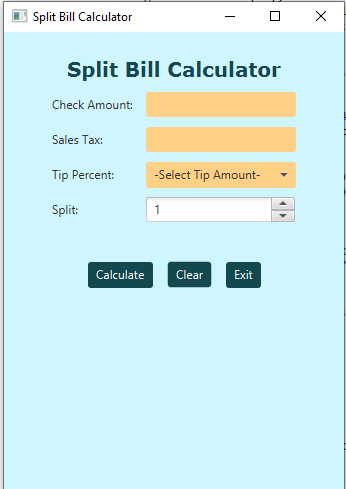 Split Bill Calculator
Split Bill Calculator
Check Amount:
Sales Tax:
Tip Percent: -Select Tip Amount-
Split: 1
Calculate Clear Exit